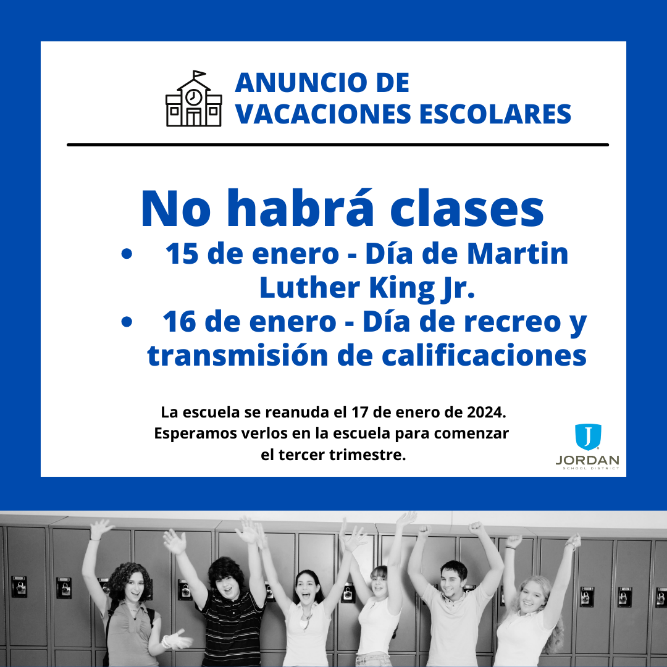 ANUNCIO DE
VACACIONES ESCOLARES
No habrá clases
• 15 de enero - Día de Martin
Luther King Jr.
• 16 de enero - Día de recreo y
transmisión de calificaciones
La escuela se reanuda el 17 de enero de 2024.
Esperamos verlos en la escuela para comenzar
el tercer trimestre.
J
JORDAN
SCHOOL DISTRICT